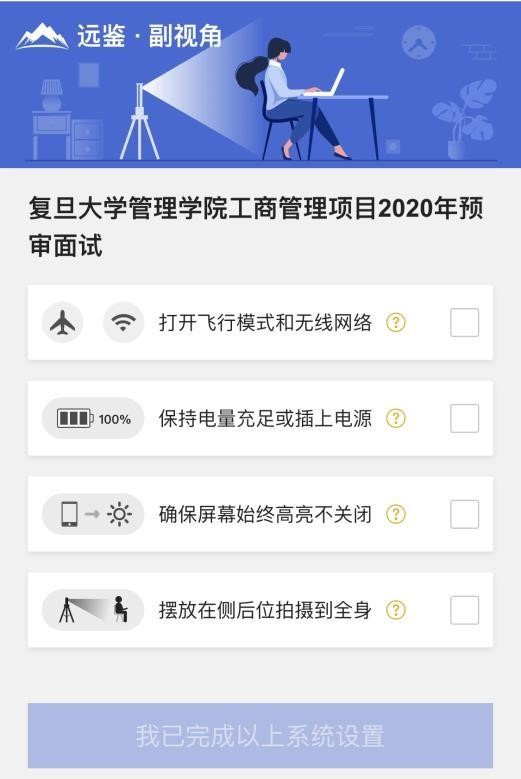 远鉴 · 副视角
复旦大学管理学院工商管理项目2020年预
审面试
打开飞行模式和无线网络 ?
100% 保持电量充足或插上电源 ?
确保屏幕始终高亮不关闭 ?
摆放在侧后位拍摄到全身 ?
我已完成以上系统设置